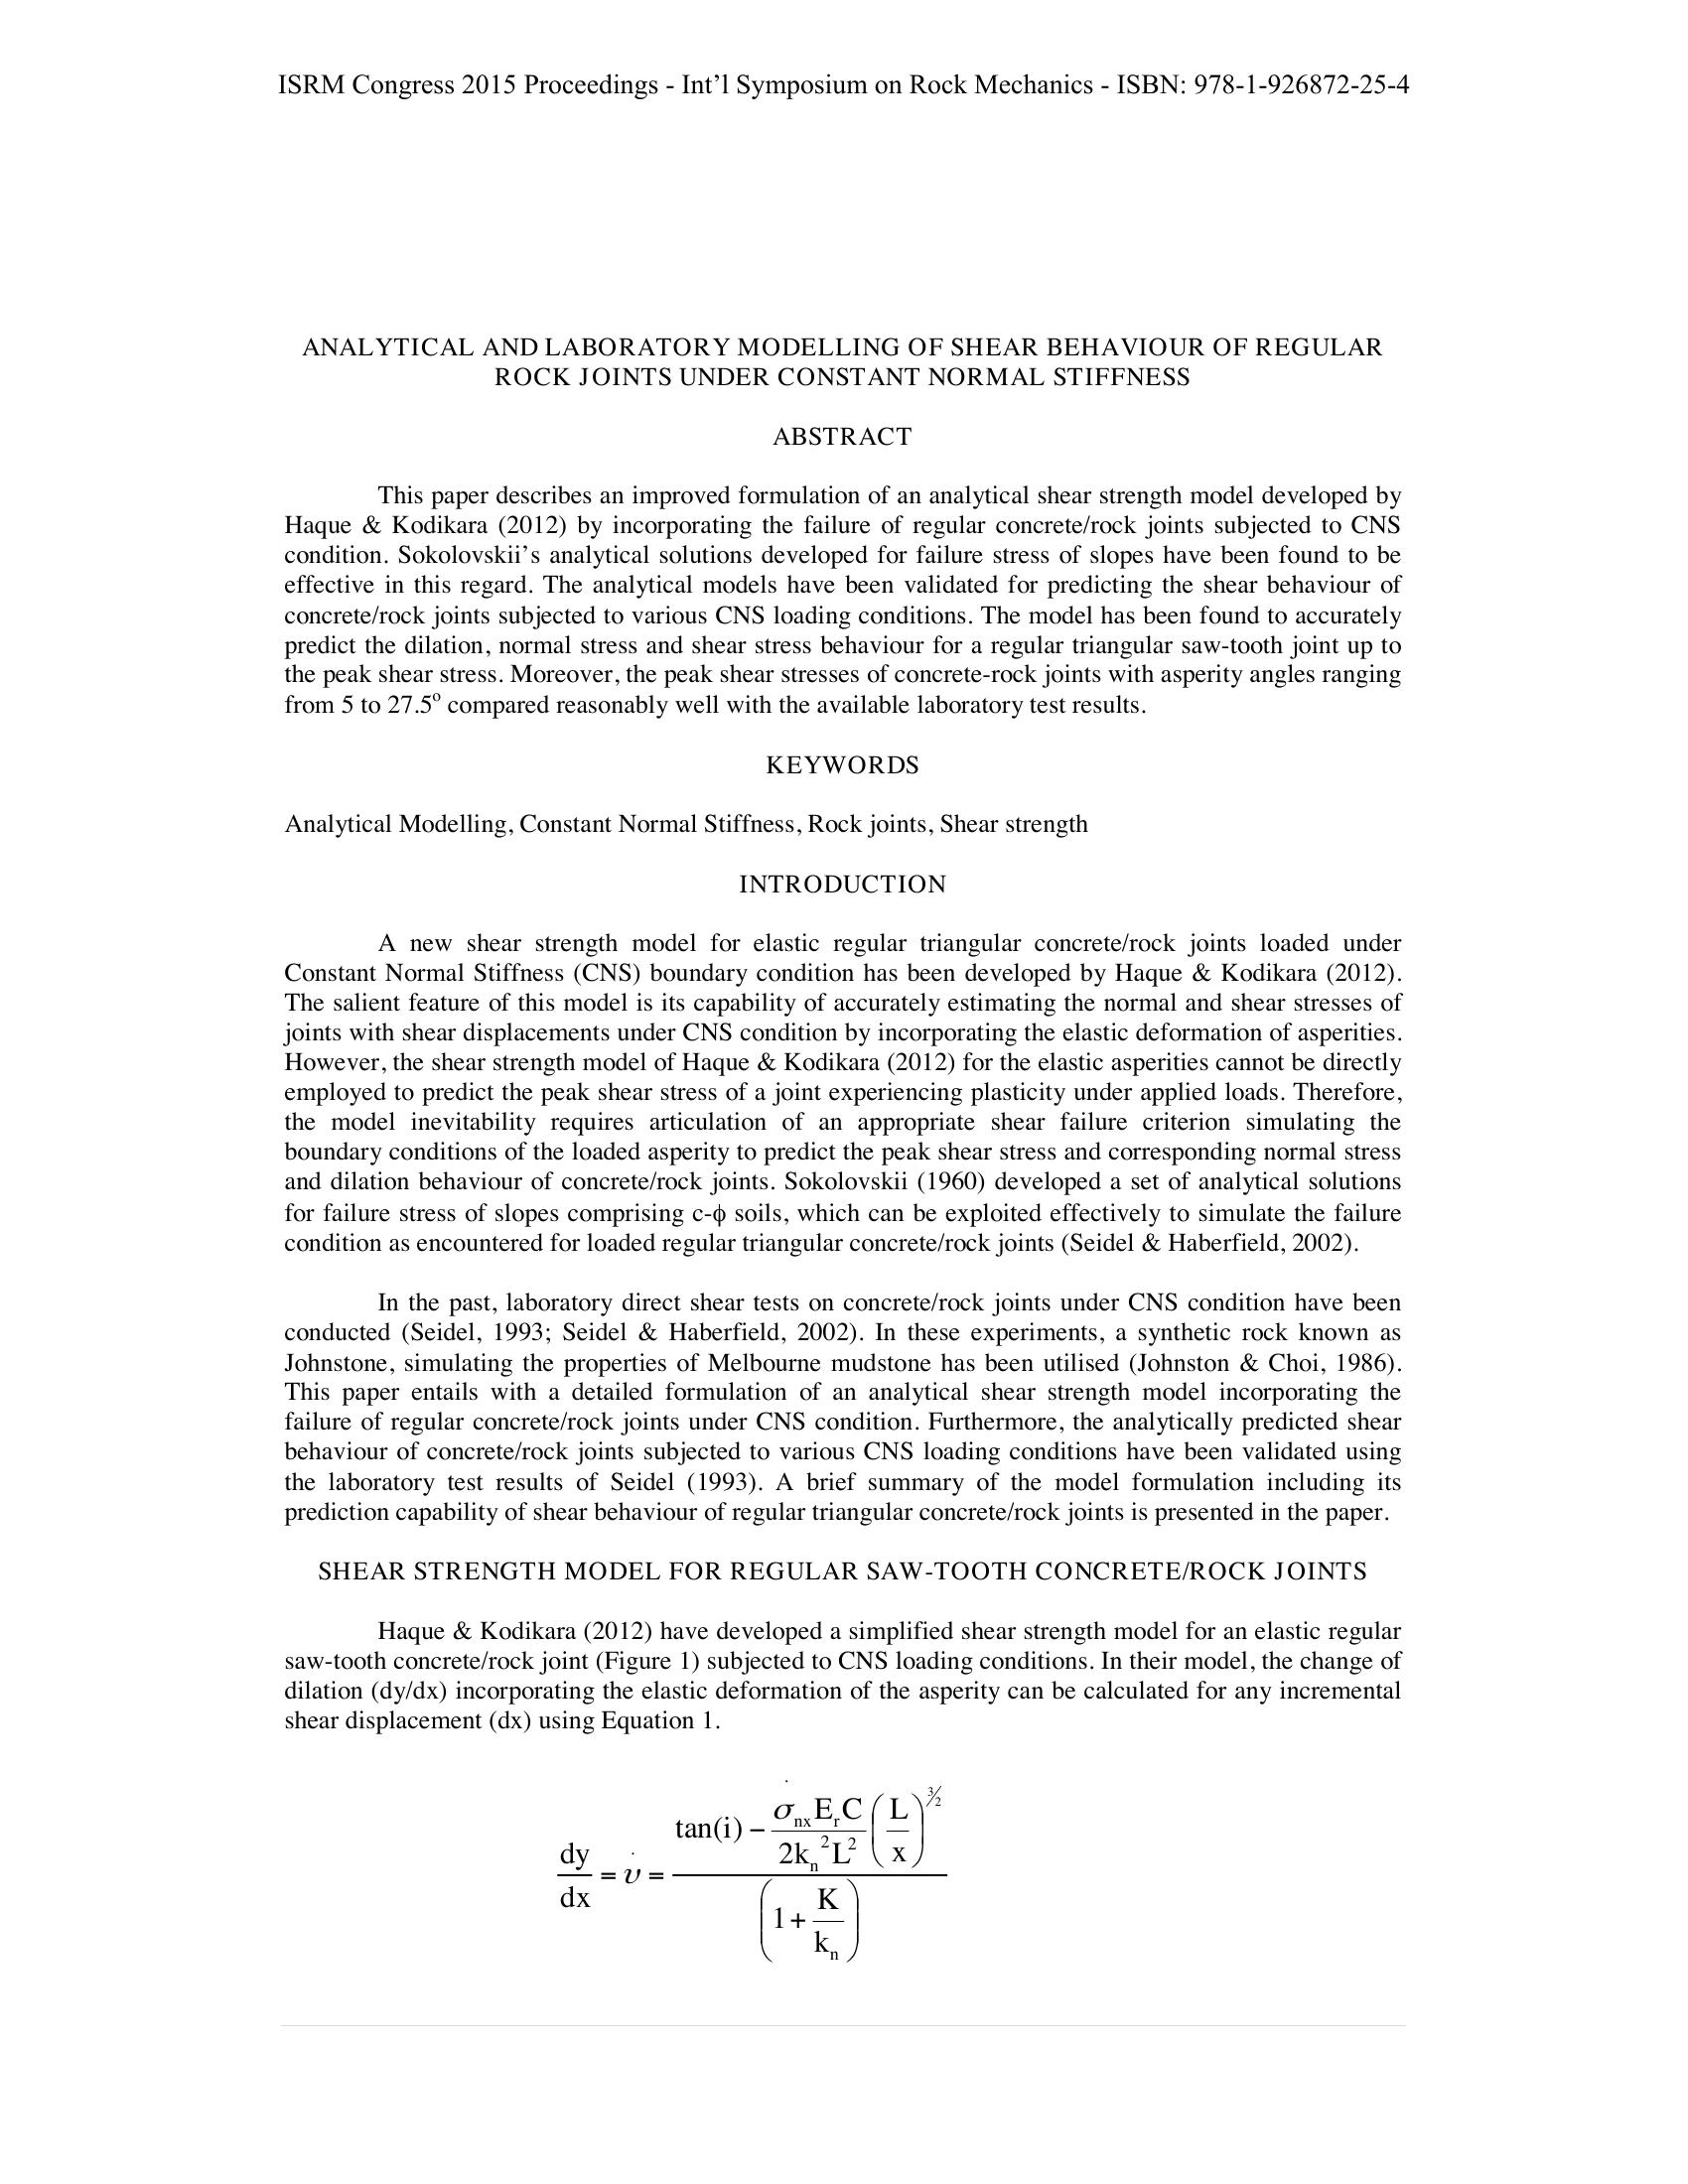 ISRM Congress 2015 Proceedings - Int’l Symposium on Rock Mechanics - ISBN: 978-1-926872-25-4
ANALYTICAL AND LABORATORY MODELLING OF SHEAR BEHAVIOUR OF REGULAR
ROCK JOINTS UNDER CONSTANT NORMAL STIFFNESS
ABSTRACT
This paper describes an improved formulation of an analytical shear strength model developed by
Haque & Kodikara (2012) by incorporating the failure of regular concrete/rock joints subjected to CNS
condition. Sokolovskii’s analytical solutions developed for failure stress of slopes have been found to be
effective in this regard. The analytical models have been validated for predicting the shear behaviour of
concrete/rock joints subjected to various CNS loading conditions. The model has been found to accurately
predict the dilation, normal stress and shear stress behaviour for a regular triangular saw-tooth joint up to
the peak shear stress. Moreover, the peak shear stresses of concrete-rock joints with asperity angles ranging
from 5 to 27.5° compared reasonably well with the available laboratory test results.
KEYWORDS
Analytical Modelling, Constant Normal Stiffness, Rock joints, Shear strength
INTRODUCTION
A new shear strength model for elastic regular triangular concrete/rock joints loaded under
Constant Normal Stiffness (CNS) boundary condition has been developed by Haque & Kodikara (2012).
The salient feature of this model is its capability of accurately estimating the normal and shear stresses of
joints with shear displacements under CNS condition by incorporating the elastic deformation of asperities.
However, the shear strength model of Haque & Kodikara (2012) for the elastic asperities cannot be directly
employed to predict the peak shear stress of a joint experiencing plasticity under applied loads. Therefore,
the model inevitability requires articulation of an appropriate shear failure criterion simulating the
boundary conditions of the loaded asperity to predict the peak shear stress and corresponding normal stress
and dilation behaviour of concrete/rock joints. Sokolovskii (1960) developed a set of analytical solutions
for failure stress of slopes comprising c-ϕ soils, which can be exploited effectively to simulate the failure
condition as encountered for loaded regular triangular concrete/rock joints (Seidel & Haberfield, 2002).
In the past, laboratory direct shear tests on concrete/rock joints under CNS condition have been
conducted (Seidel, 1993; Seidel & Haberfield, 2002). In these experiments, a synthetic rock known as
Johnstone, simulating the properties of Melbourne mudstone has been utilised (Johnston & Choi, 1986).
This paper entails with a detailed formulation of an analytical shear strength model incorporating the
failure of regular concrete/rock joints under CNS condition. Furthermore, the analytically predicted shear
behaviour of concrete/rock joints subjected to various CNS loading conditions have been validated using
the laboratory test results of Seidel (1993). A brief summary of the model formulation including its
prediction capability of shear behaviour of regular triangular concrete/rock joints is presented in the paper.
SHEAR STRENGTH MODEL FOR REGULAR SAW-TOOTH CONCRETE/ROCK JOINTS
Haque & Kodikara (2012) have developed a simplified shear strength model for an elastic regular
saw-tooth concrete/rock joint (Figure 1) subjected to CNS loading conditions. In their model, the change of
dilation (dy/dx) incorporating the elastic deformation of the asperity can be calculated for any incremental
shear displacement (dx) using Equation 1.
dy/dx = υ̇ = (tan(i) − (σ̇nx Er C / 2kn² L²) (L/x)^(3/2)) / (1 + K/kn)